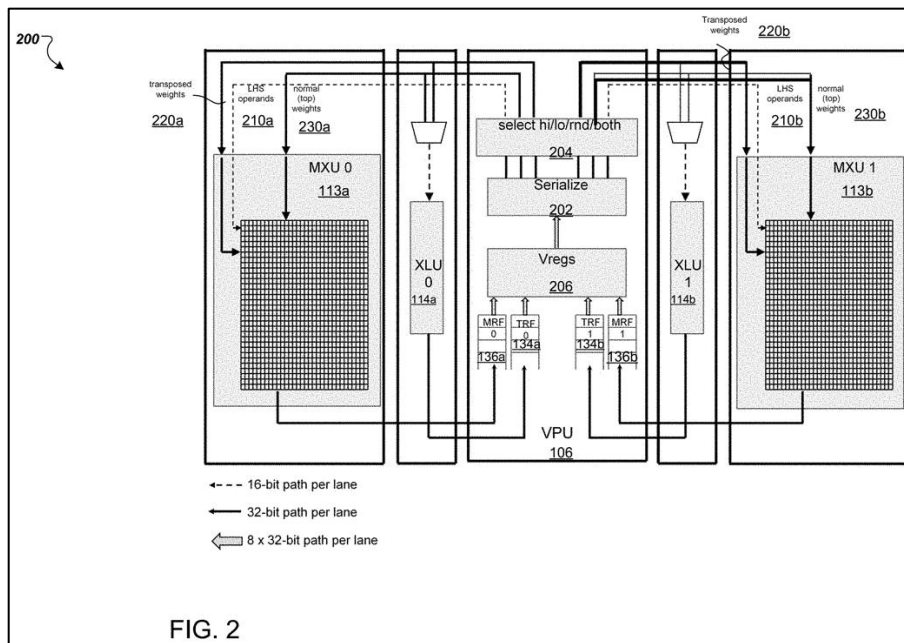 200
Transposed
weights
220b
transposed
weights
220a
LHS
operands
210a
normal
(top)
weights
230a
select hi/lo/rnd/both
204
LHS
operands
210b
normal
(top)
weights
230b
MXU 0
113a
Serialize
202
MXU 1
113b
XLU
0
114a
Vregs
206
XLU
1
114b
MRF
0
136a
TRF
0
134a
TRF
1
134b
MRF
1
136b
VPU
106
16-bit path per lane
32-bit path per lane
8 x 32-bit path per lane
FIG. 2